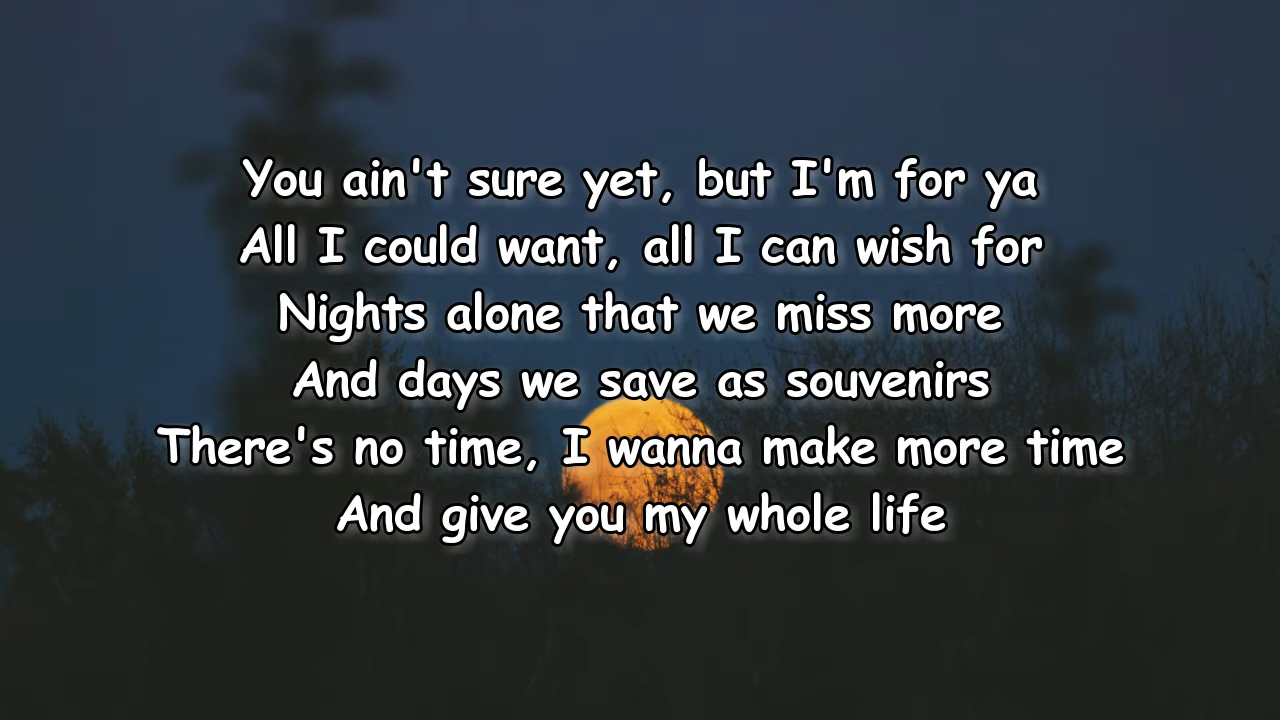 You ain't sure yet, but I'm for ya
All I could want, all I can wish for
Nights alone that we miss more
And days we save as souvenirs
There's no time, I wanna make more time
And give you my whole life